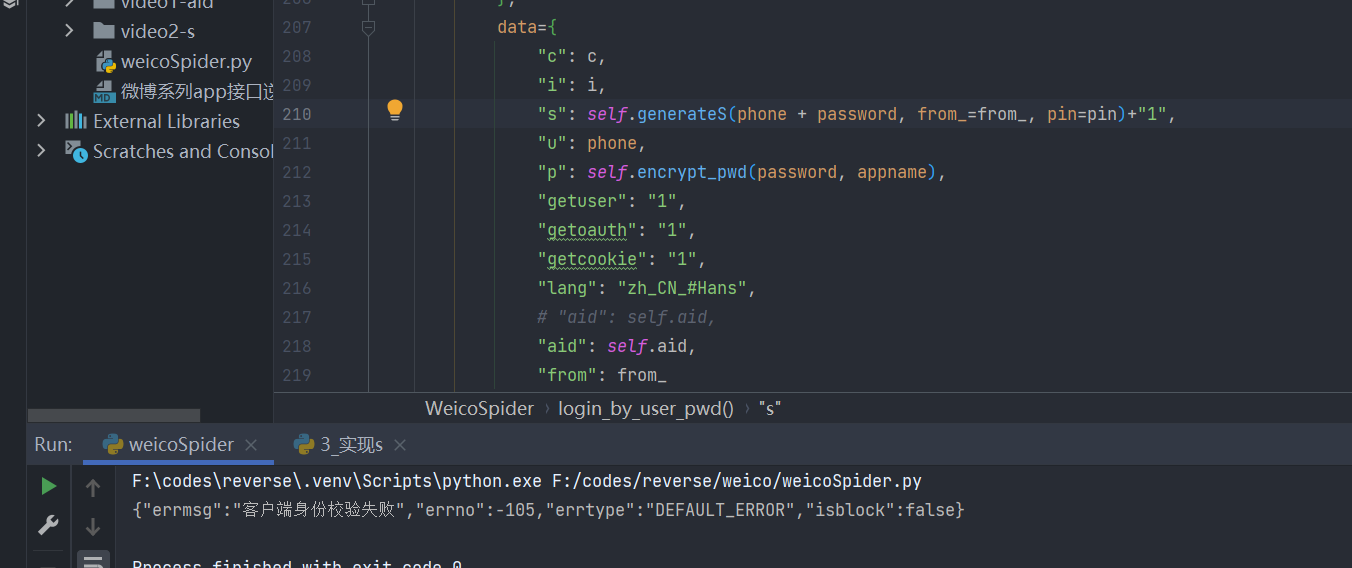 video1-aid
video2-s
weicoSpider.py
External Libraries
Scratches and Consol
206 },
207 data={
208 "c": c,
209 "i": i,
210 "s": self.generateS(phone + password, from_=from_, pin=pin)+"1",
211 "u": phone,
212 "p": self.encrypt_pwd(password, appname),
213 "getuser": "1",
214 "getoauth": "1",
215 "getcookie": "1",
216 "lang": "zh_CN_#Hans",
217 # "aid": self.aid,
218 "aid": self.aid,
219 "from": from_
MD 微博系列app接口逆
WeicoSpider › login_by_user_pwd() › "s"
Run: weicoSpider × 3_实现s ×
F:\codes\reverse\.venv\Scripts\python.exe F:/codes/reverse/weico/weicoSpider.py
{"errmsg":"客户端身份校验失败","errno":-105,"errtype":"DEFAULT_ERROR","isblock":false}
Process finished with exit code 0